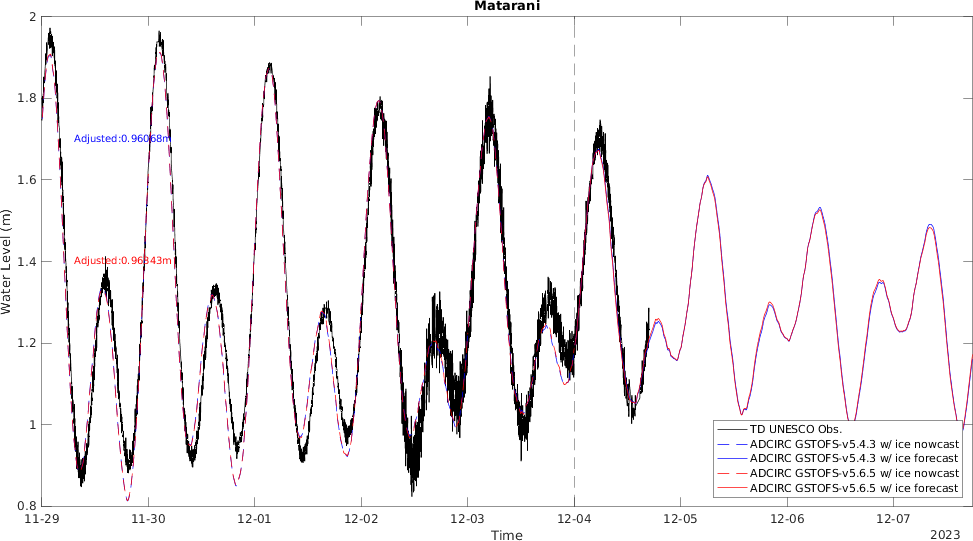 Matarani
Water Level (m)
2
1.8
1.6
1.4
1.2
1
0.8
Adjusted:0.96068m
Adjusted:0.96343m
TD UNESCO Obs.
ADCIRC GSTOFS-v5.4.3 w/ ice nowcast
ADCIRC GSTOFS-v5.4.3 w/ ice forecast
ADCIRC GSTOFS-v5.6.5 w/ ice nowcast
ADCIRC GSTOFS-v5.6.5 w/ ice forecast
11-29 11-30 12-01 12-02 12-03 12-04 12-05 12-06 12-07
Time
2023